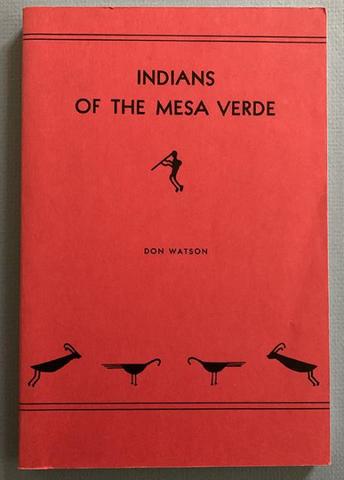 INDIANS
OF THE MESA VERDE
DON WATSON